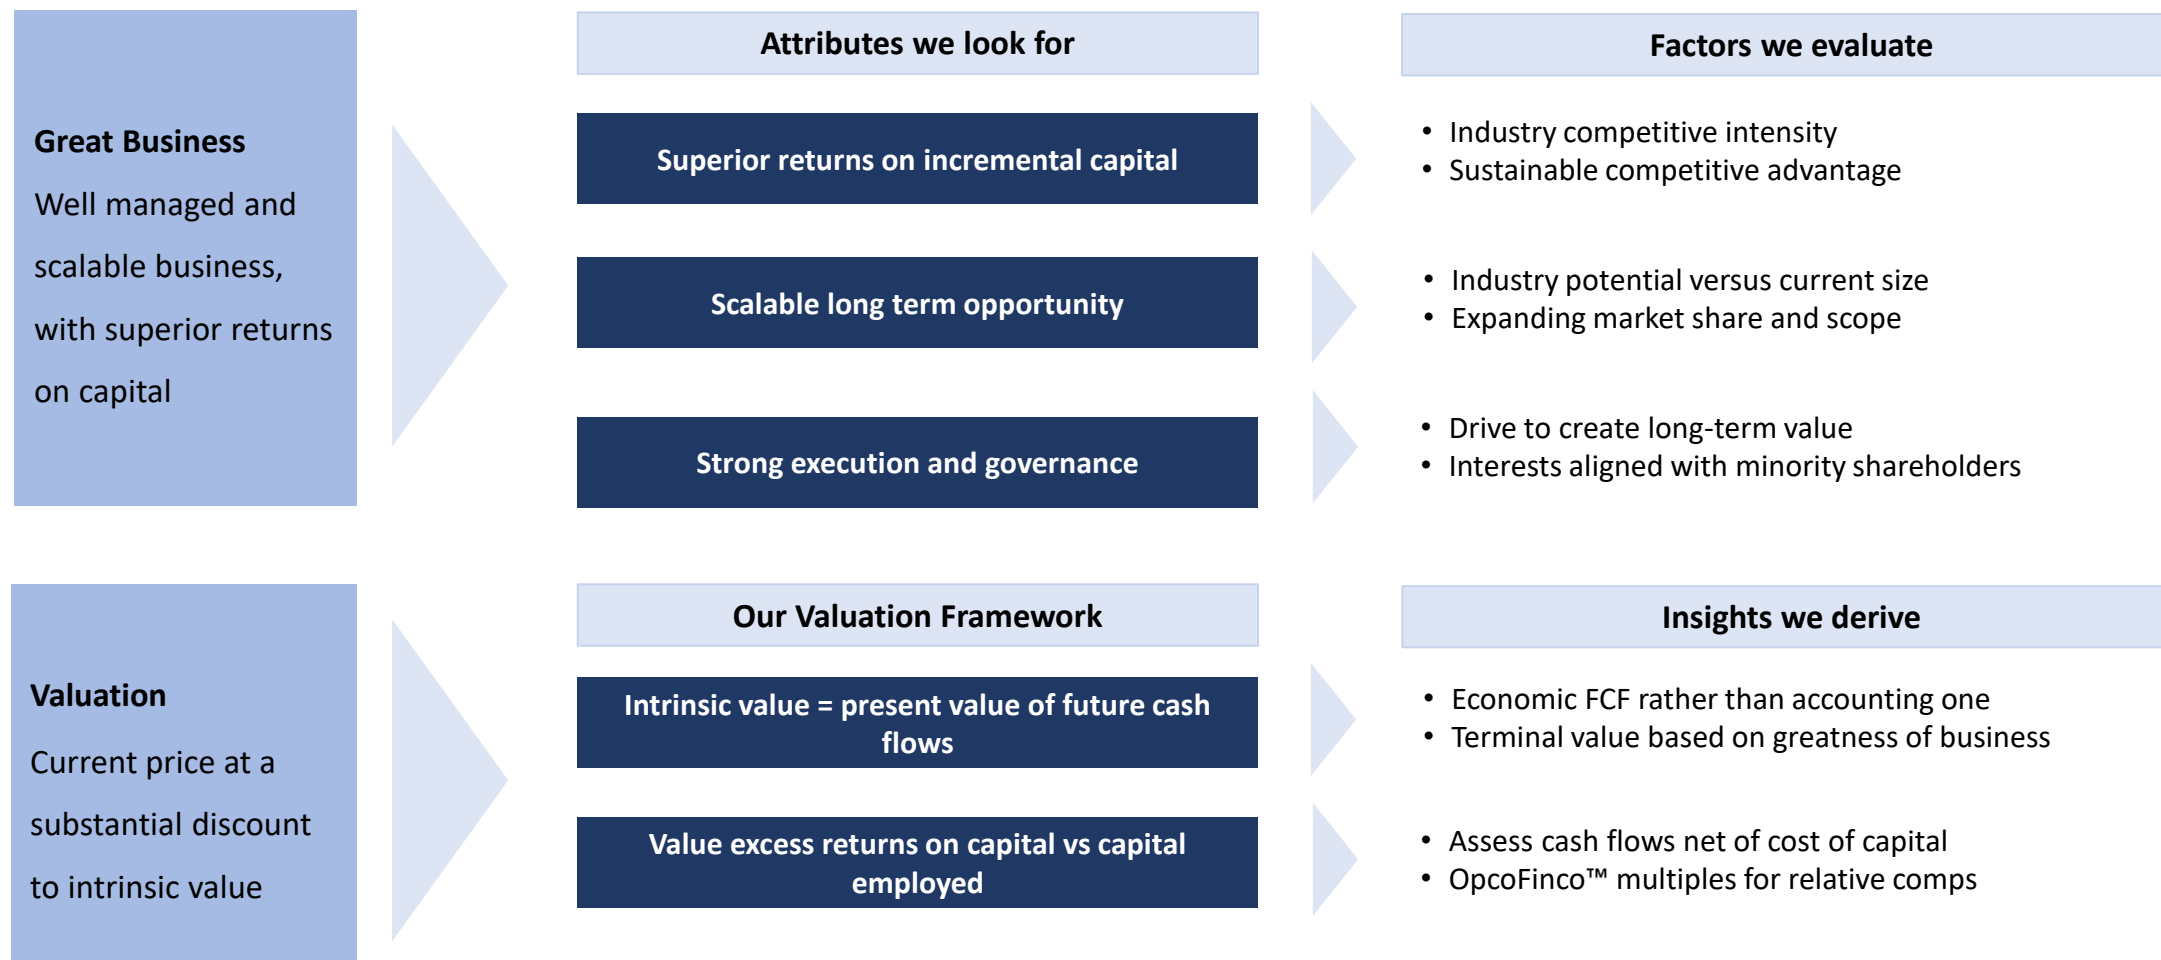 Great Business
Well managed and
scalable business,
with superior returns
on capital
Attributes we look for
Superior returns on incremental capital
Scalable long term opportunity
Strong execution and governance
Factors we evaluate
• Industry competitive intensity
• Sustainable competitive advantage
• Industry potential versus current size
• Expanding market share and scope
• Drive to create long-term value
• Interests aligned with minority shareholders
Valuation
Current price at a
substantial discount
to intrinsic value
Our Valuation Framework
Intrinsic value = present value of future cash
flows
Value excess returns on capital vs capital
employed
Insights we derive
• Economic FCF rather than accounting one
• Terminal value based on greatness of business
• Assess cash flows net of cost of capital
• OpcoFinco™ multiples for relative comps